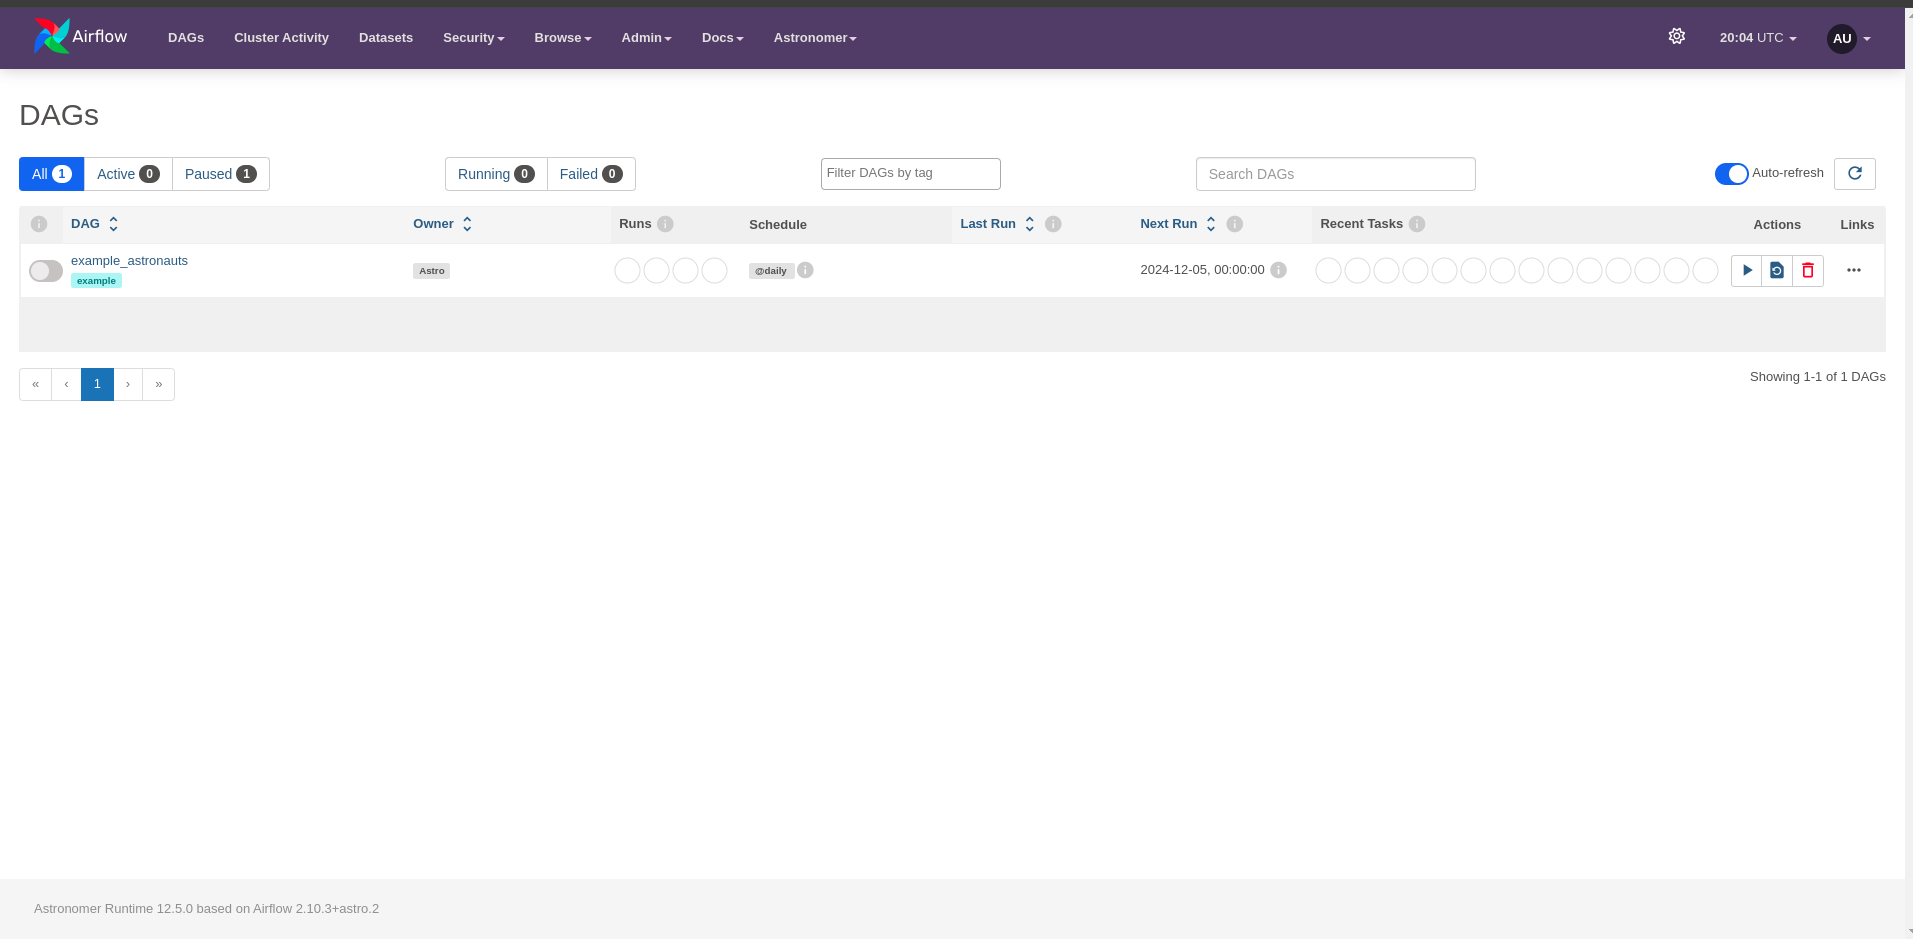 Airflow DAGs Cluster Activity Datasets Security Browse Admin Docs Astronomer 20:04 UTC AU
DAGs
All 1 Active 0 Paused 1 Running 0 Failed 0 Filter DAGs by tag Search DAGs Auto-refresh
DAG Owner Runs Schedule Last Run Next Run Recent Tasks Actions Links
example_astronauts
example
Astro @daily 2024-12-05, 00:00:00
« ‹ 1 › »
Showing 1-1 of 1 DAGs
Astronomer Runtime 12.5.0 based on Airflow 2.10.3+astro.2